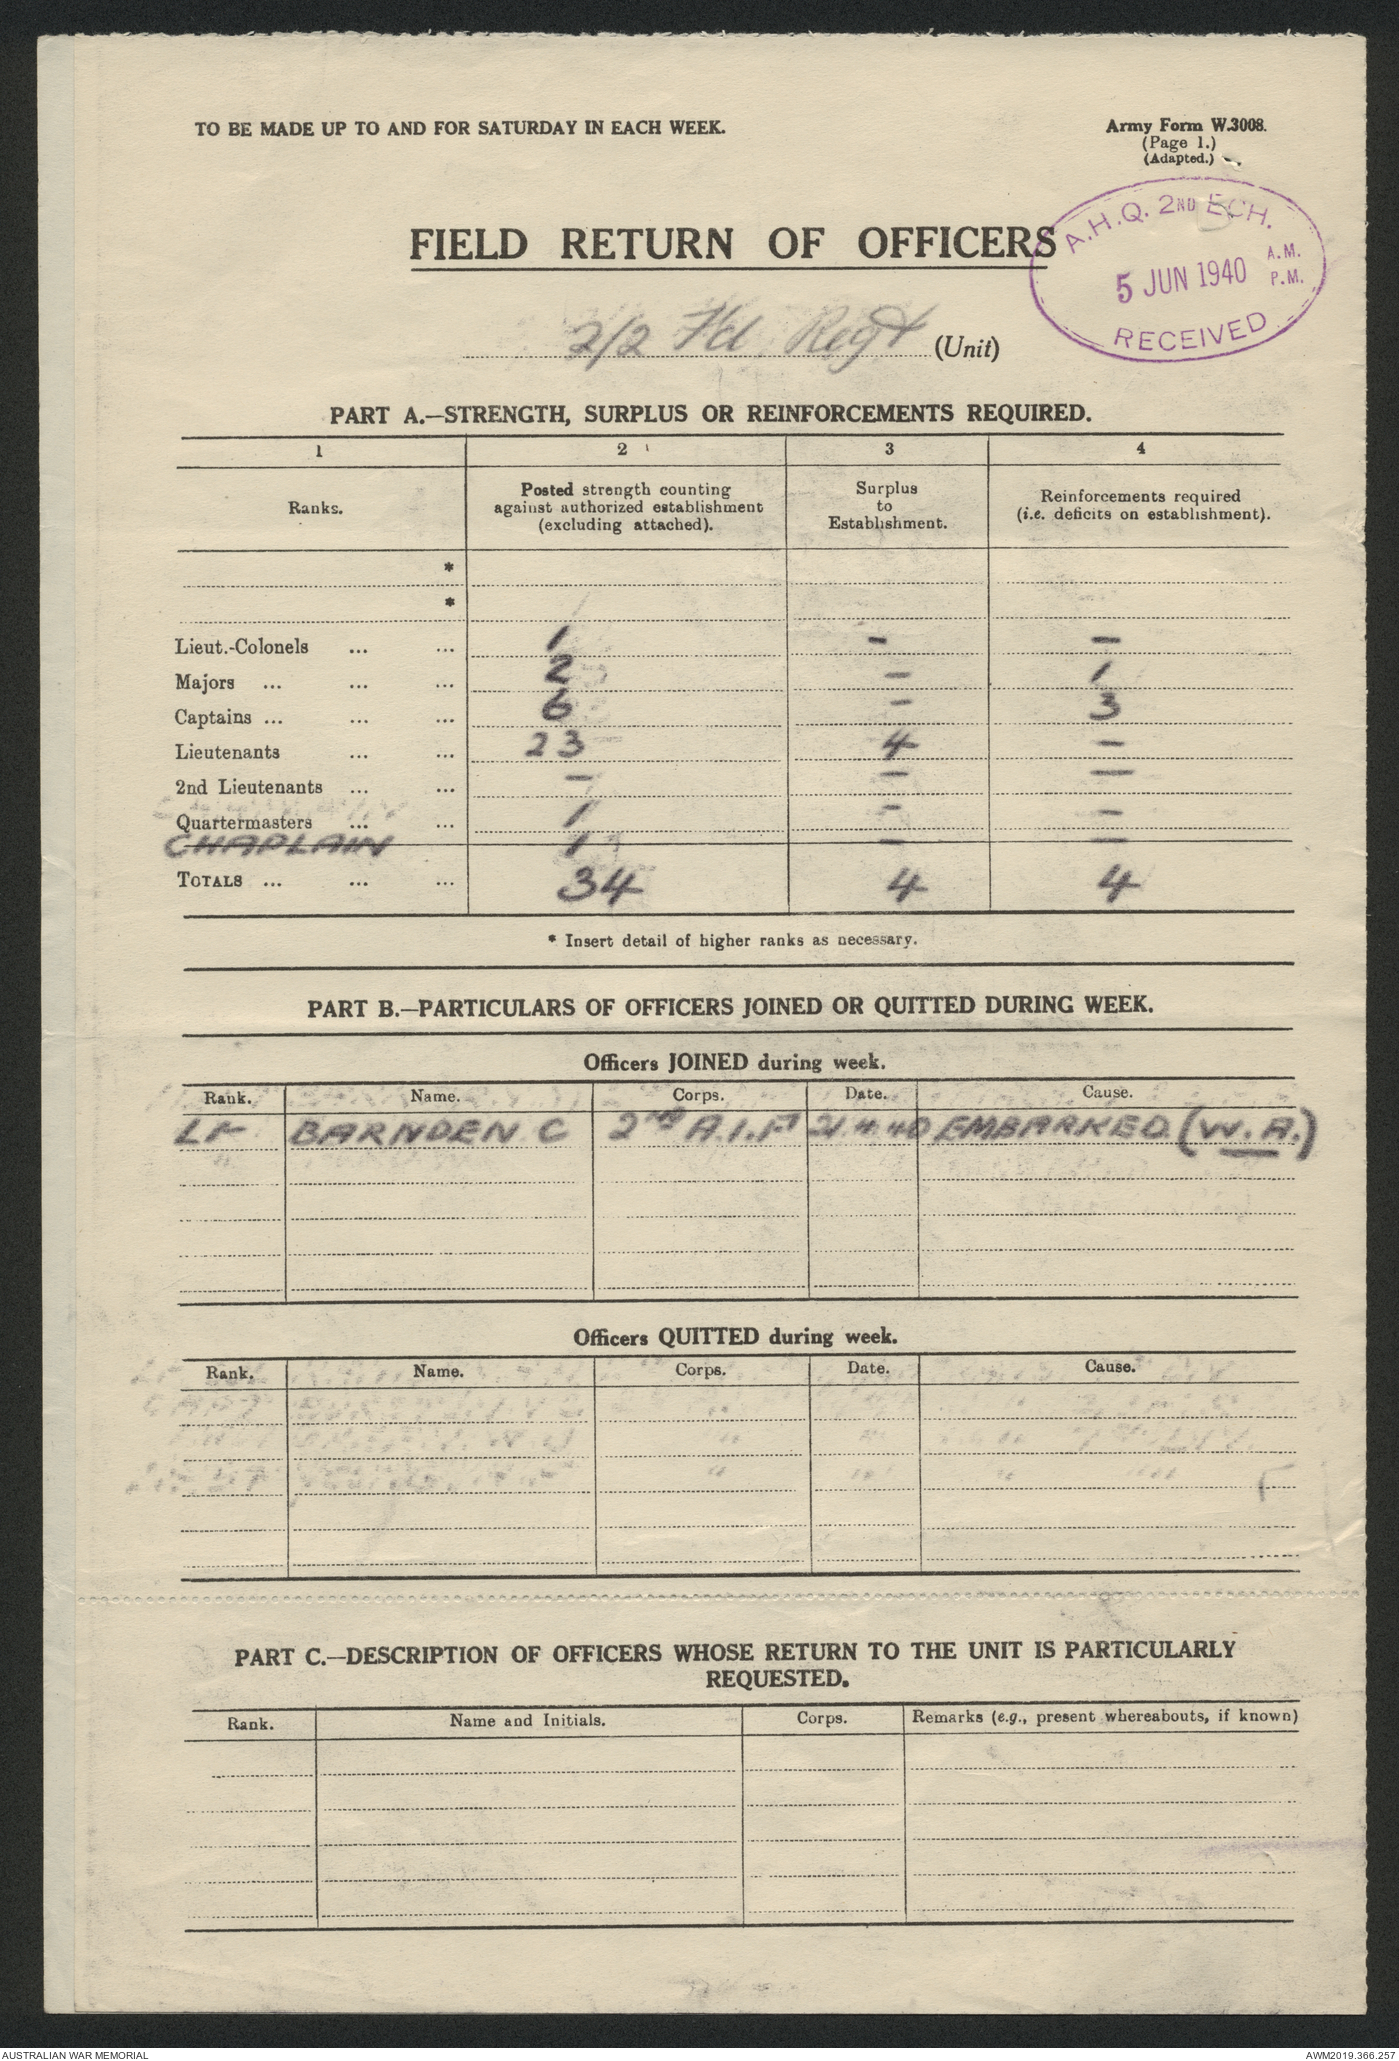 TO BE MADE UP TO AND FOR SATURDAY IN EACH WEEK.
Army Form W.3008.
(Page 1.)
(Adapted.)
A.H.Q. 2ND ECH.
5 JUN 1940 A.M. P.M.
RECEIVED
FIELD RETURN OF OFFICERS
2/2 Fld Regt (Unit)
PART A.—STRENGTH, SURPLUS OR REINFORCEMENTS REQUIRED.
1 2 3 4
Ranks. Posted strength counting against authorized establishment (excluding attached). Surplus to Establishment. Reinforcements required (i.e. deficits on establishment).
*
*
Lieut.-Colonels ... ... 1 - -
Majors ... ... ... 2 - 1
Captains ... ... ... 6 - 3
Lieutenants ... ... 23 4 -
2nd Lieutenants ... ... - - -
Quartermasters ... ... 1 - -
CHAPLAIN 1 - -
TOTALS ... ... ... 34 4 4
* Insert detail of higher ranks as necessary.
PART B.—PARTICULARS OF OFFICERS JOINED OR QUITTED DURING WEEK.
Officers JOINED during week.
Rank. Name. Corps. Date. Cause.
Lt BARNDEN C 2nd A.I.F 21.4.40 EMBARKED (W.A.)
Officers QUITTED during week.
Rank. Name. Corps. Date. Cause.
PART C.—DESCRIPTION OF OFFICERS WHOSE RETURN TO THE UNIT IS PARTICULARLY
REQUESTED.
Rank. Name and Initials. Corps. Remarks (e.g., present whereabouts, if known)
AUSTRALIAN WAR MEMORIAL
AWM2019.366.257